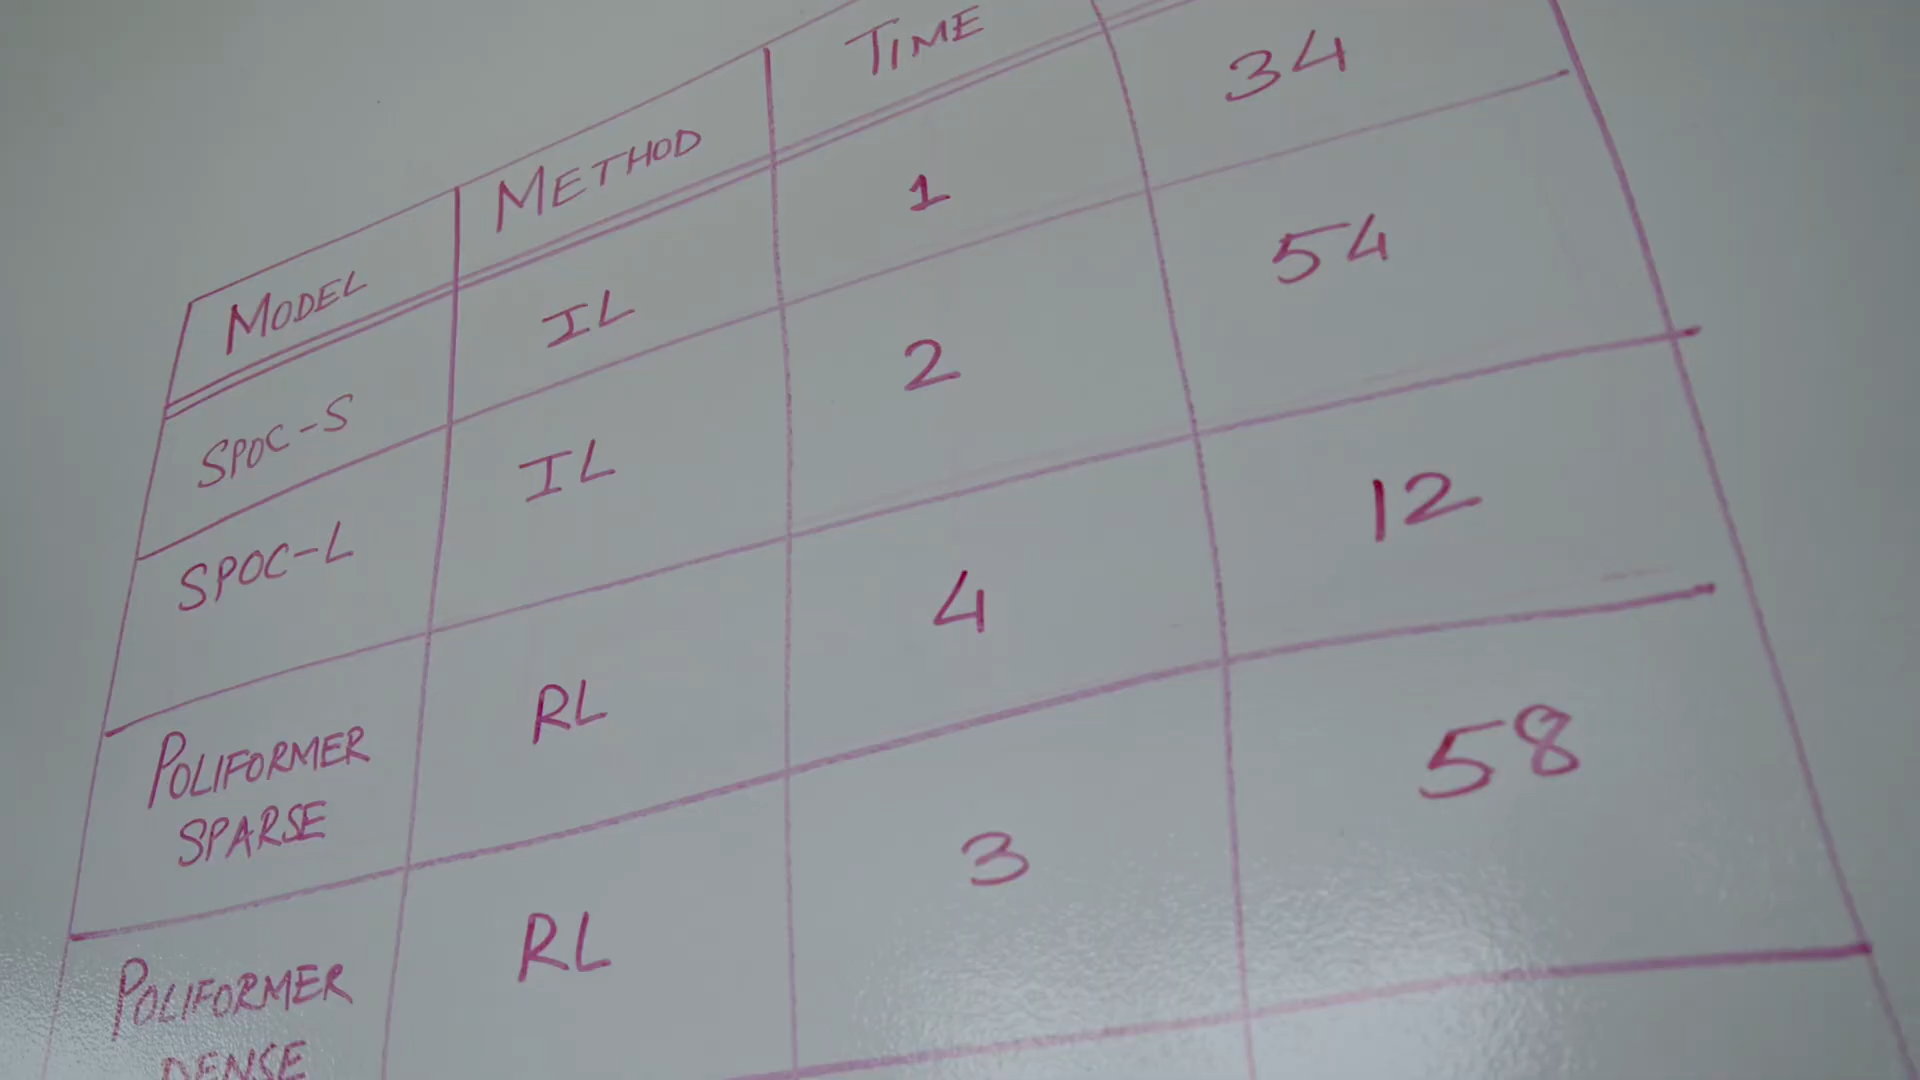 MODEL METHOD TIME
SPOC-S IL 1 34
SPOC-L IL 2 54
POLIFORMER
SPARSE RL 4 12
POLIFORMER
DENSE RL 3 58